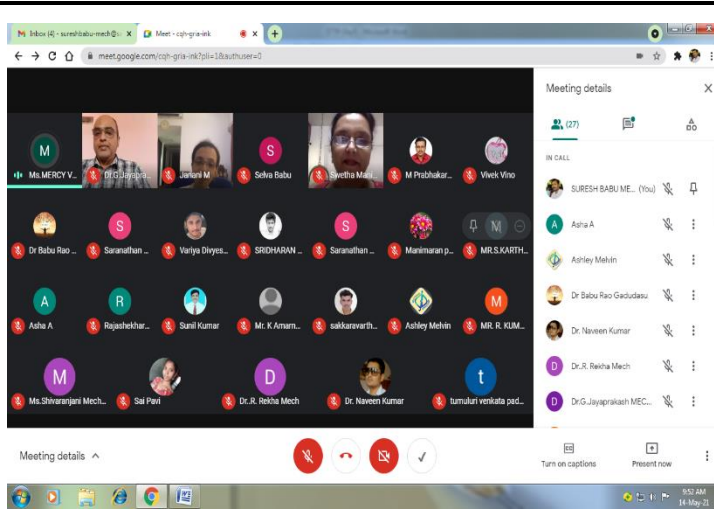 Inbox (4) - sureshbabu-mech@s
Meet - cqh-gria-ink
meet.google.com/cqh-gria-ink?pli=1&authuser=0
Meeting details
(27)
IN CALL
SURESH BABU ME... (You)
Asha A
Ashley Melvin
Dr Babu Rao Gadudasu
Dr. Naveen Kumar
Dr..R. Rekha Mech
Dr.G.Jayaprakash MEC...
M
S
Ms.MERCY V...
Dr.G.Jayapra...
Janani M
Selva Babu
Swetha Mani
M Prabhakar...
Vivek Vino
S
S
M
Dr Babu Rao ...
Saranathan ...
Variya Divyes...
SRIDHARAN ...
Saranathan ...
Manimaran p...
MR.S.KARTH...
A
R
M
Asha A
Rajashekhar...
Sunil Kumar
Mr. K Amarn...
sakkaravarth...
Ashley Melvin
MR. R. KUM...
M
D
t
Ms.Shivaranjani Mech...
Sai Pavi
Dr..R. Rekha Mech
Dr. Naveen Kumar
tumuluri venkata pad...
A
D
D
Meeting details
Turn on captions
Present now
9:52 AM
14-May-21